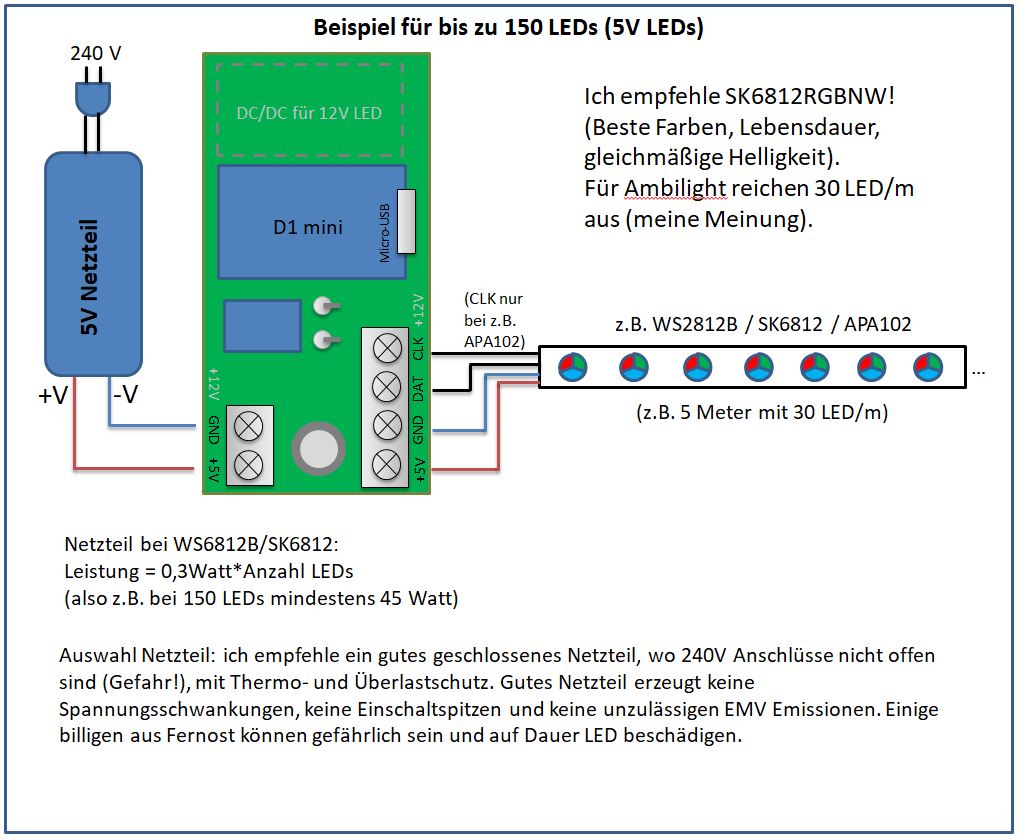 Beispiel für bis zu 150 LEDs (5V LEDs)
240 V
DC/DC für 12V LED
Ich empfehle SK6812RGBNW!
(Beste Farben, Lebensdauer,
gleichmäßige Helligkeit).
Für Ambilight reichen 30 LED/m
aus (meine Meinung).
5V Netzteil
D1 mini
Micro-USB
+V
-V
+12V
GND
+5V
+12V
CLK
DAT
GND
+5V
(CLK nur
bei z.B.
APA102)
z.B. WS2812B / SK6812 / APA102
...
(z.B. 5 Meter mit 30 LED/m)
Netzteil bei WS6812B/SK6812:
Leistung = 0,3Watt*Anzahl LEDs
(also z.B. bei 150 LEDs mindestens 45 Watt)
Auswahl Netzteil: ich empfehle ein gutes geschlossenes Netzteil, wo 240V Anschlüsse nicht offen
sind (Gefahr!), mit Thermo- und Überlastschutz. Gutes Netzteil erzeugt keine
Spannungsschwankungen, keine Einschaltspitzen und keine unzulässigen EMV Emissionen. Einige
billigen aus Fernost können gefährlich sein und auf Dauer LED beschädigen.